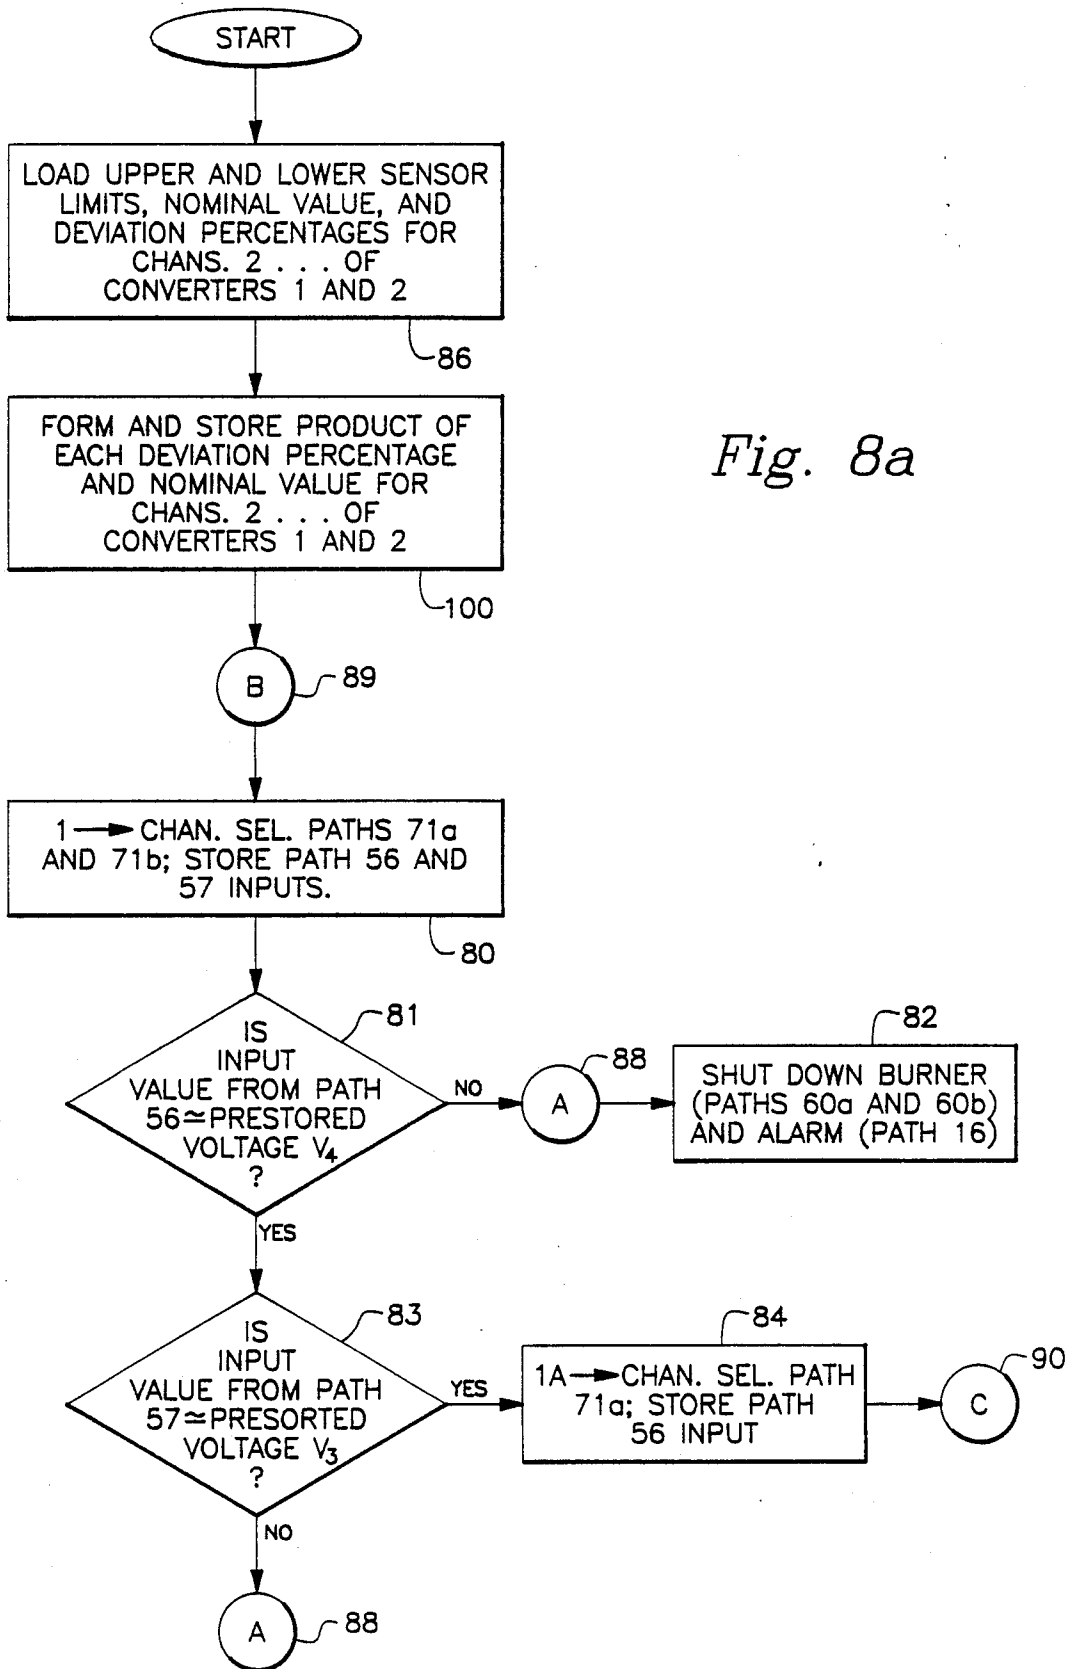 START
LOAD UPPER AND LOWER SENSOR
LIMITS, NOMINAL VALUE, AND
DEVIATION PERCENTAGES FOR
CHANS. 2 . . . OF
CONVERTERS 1 AND 2
86
FORM AND STORE PRODUCT OF
EACH DEVIATION PERCENTAGE
AND NOMINAL VALUE FOR
CHANS. 2 . . . OF
CONVERTERS 1 AND 2
100
Fig. 8a
B
89
1→CHAN. SEL. PATHS 71a
AND 71b; STORE PATH 56 AND
57 INPUTS.
80
IS
INPUT
VALUE FROM PATH
56≃PRESTORED
VOLTAGE V₄
?
81
NO
A
88
SHUT DOWN BURNER
(PATHS 60a AND 60b)
AND ALARM (PATH 16)
82
YES
IS
INPUT
VALUE FROM PATH
57≃PRESORTED
VOLTAGE V₃
?
83
YES
1A→CHAN. SEL. PATH
71a; STORE PATH
56 INPUT
84
C
90
NO
A
88